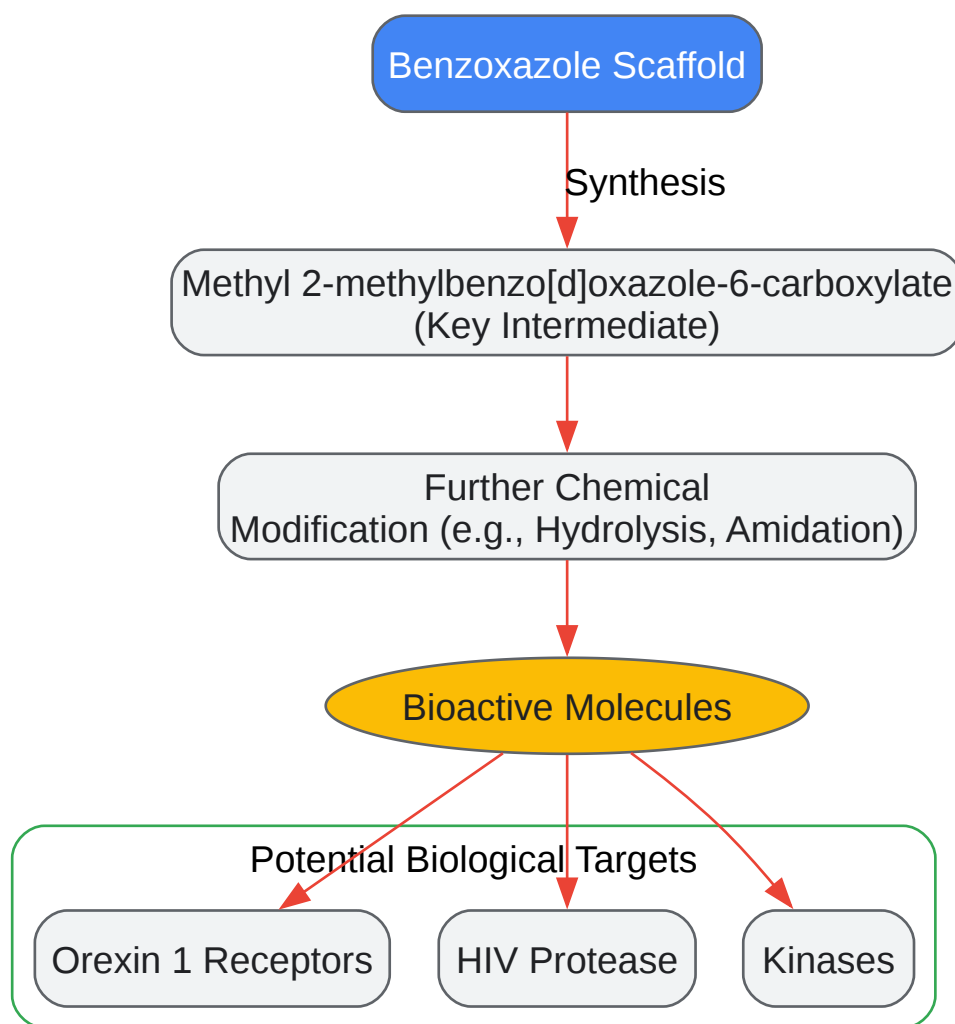 Benzoxazole Scaffold
Synthesis
Methyl 2-methylbenzo[d]oxazole-6-carboxylate
(Key Intermediate)
Further Chemical
Modification (e.g., Hydrolysis, Amidation)
Bioactive Molecules
Potential Biological Targets
Orexin 1 Receptors
HIV Protease
Kinases